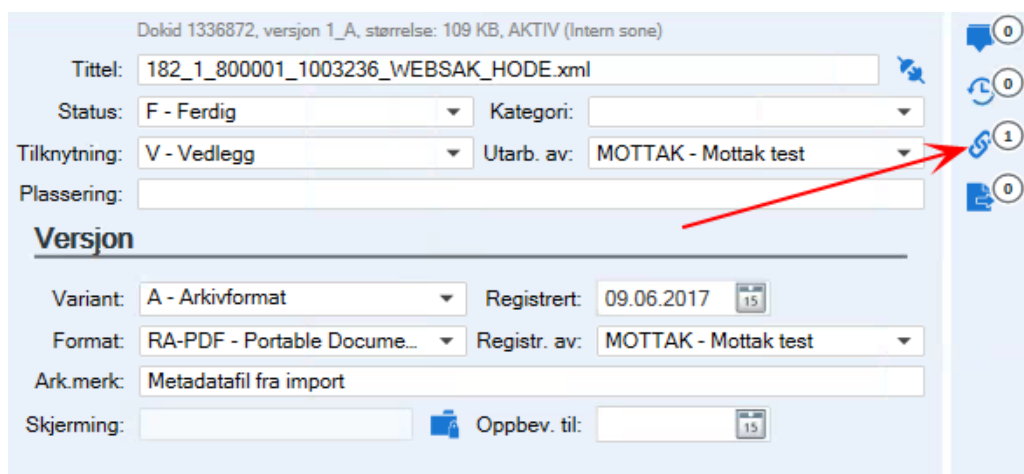 Dokid 1336872, versjon 1_A, størrelse: 109 KB, AKTIV (Intern sone)
Tittel: 182_1_800001_1003236_WEBSAK_HODE.xml
Status: F - Ferdig Kategori:
Tilknytning: V - Vedlegg Utarb. av: MOTTAK - Mottak test
Plassering:
Versjon
Variant: A - Arkivformat Registrert: 09.06.2017 15
Format: RA-PDF - Portable Docume... Registr. av: MOTTAK - Mottak test
Ark.merk: Metadatafil fra import
Skjerming: Oppbev. til: 15
0
0
1
0